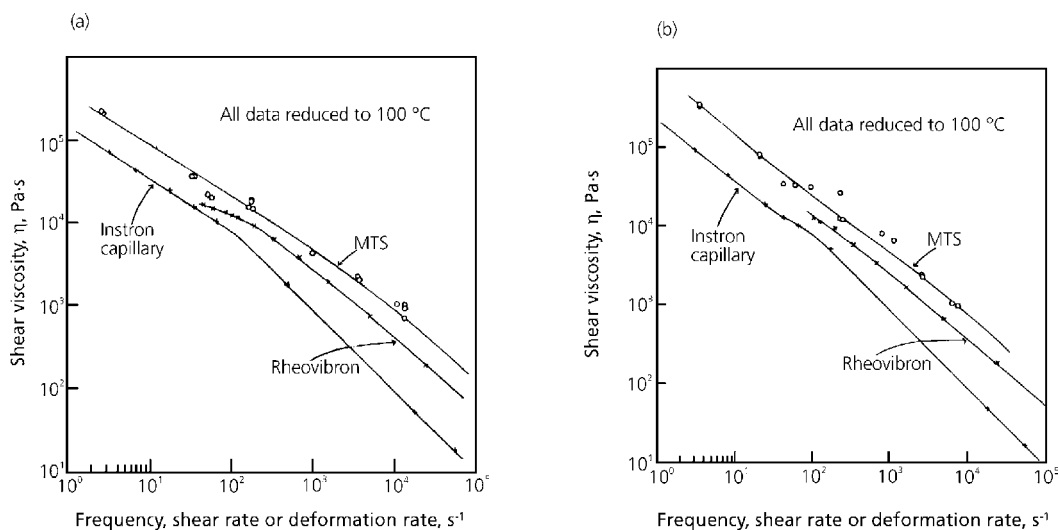 (a)
All data reduced to 100 ºC
10⁵
10⁴
10³
10²
10¹
Shear viscosity, η, Pa·s
Instron
capillary
MTS
Rheovibron
10⁰ 10¹ 10² 10³ 10⁴ 10⁵
Frequency, shear rate or deformation rate, s⁻¹
(b)
All data reduced to 100 ºC
10⁵
10⁴
10³
10²
10¹
Shear viscosity, η, Pa·s
Instron
capillary
MTS
Rheovibron
10⁰ 10¹ 10² 10³ 10⁴ 10⁵
Frequency, shear rate or deformation rate, s⁻¹